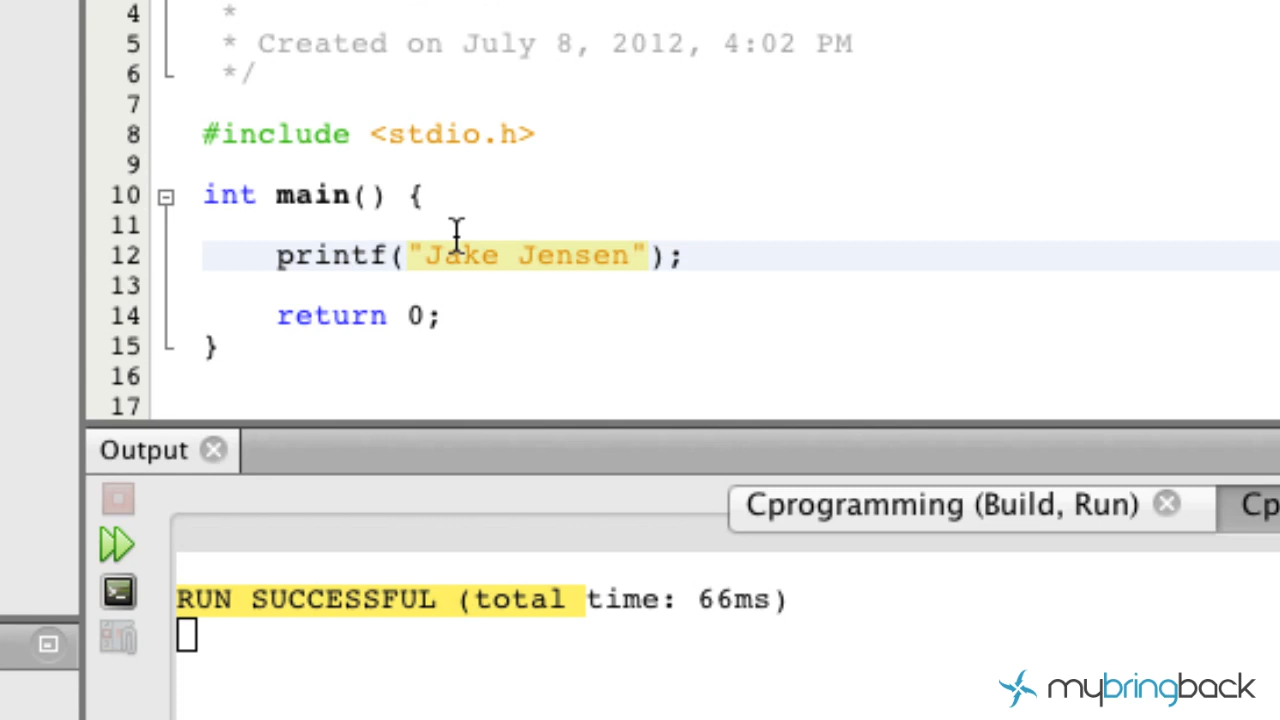 4 *
5 * Created on July 8, 2012, 4:02 PM
6 */
7
8 #include <stdio.h>
9
10 int main() {
11
12 printf("Jake Jensen");
13
14 return 0;
15 }
16
17
Output
Cprogramming (Build, Run)
RUN SUCCESSFUL (total time: 66ms)
mybringback